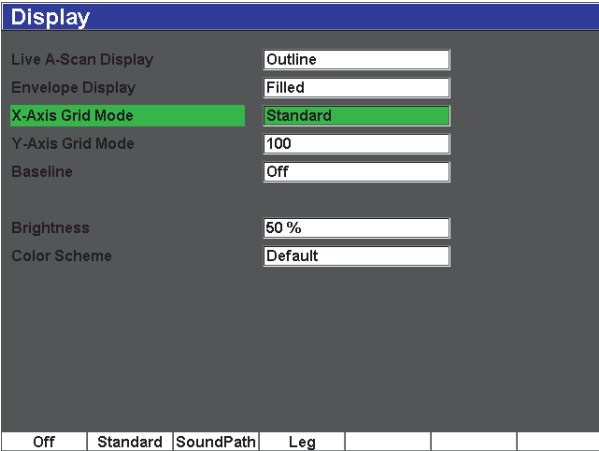 Display
Live A-Scan Display Outline
Envelope Display Filled
X-Axis Grid Mode Standard
Y-Axis Grid Mode 100
Baseline Off
Brightness 50 %
Color Scheme Default
Off Standard SoundPath Leg